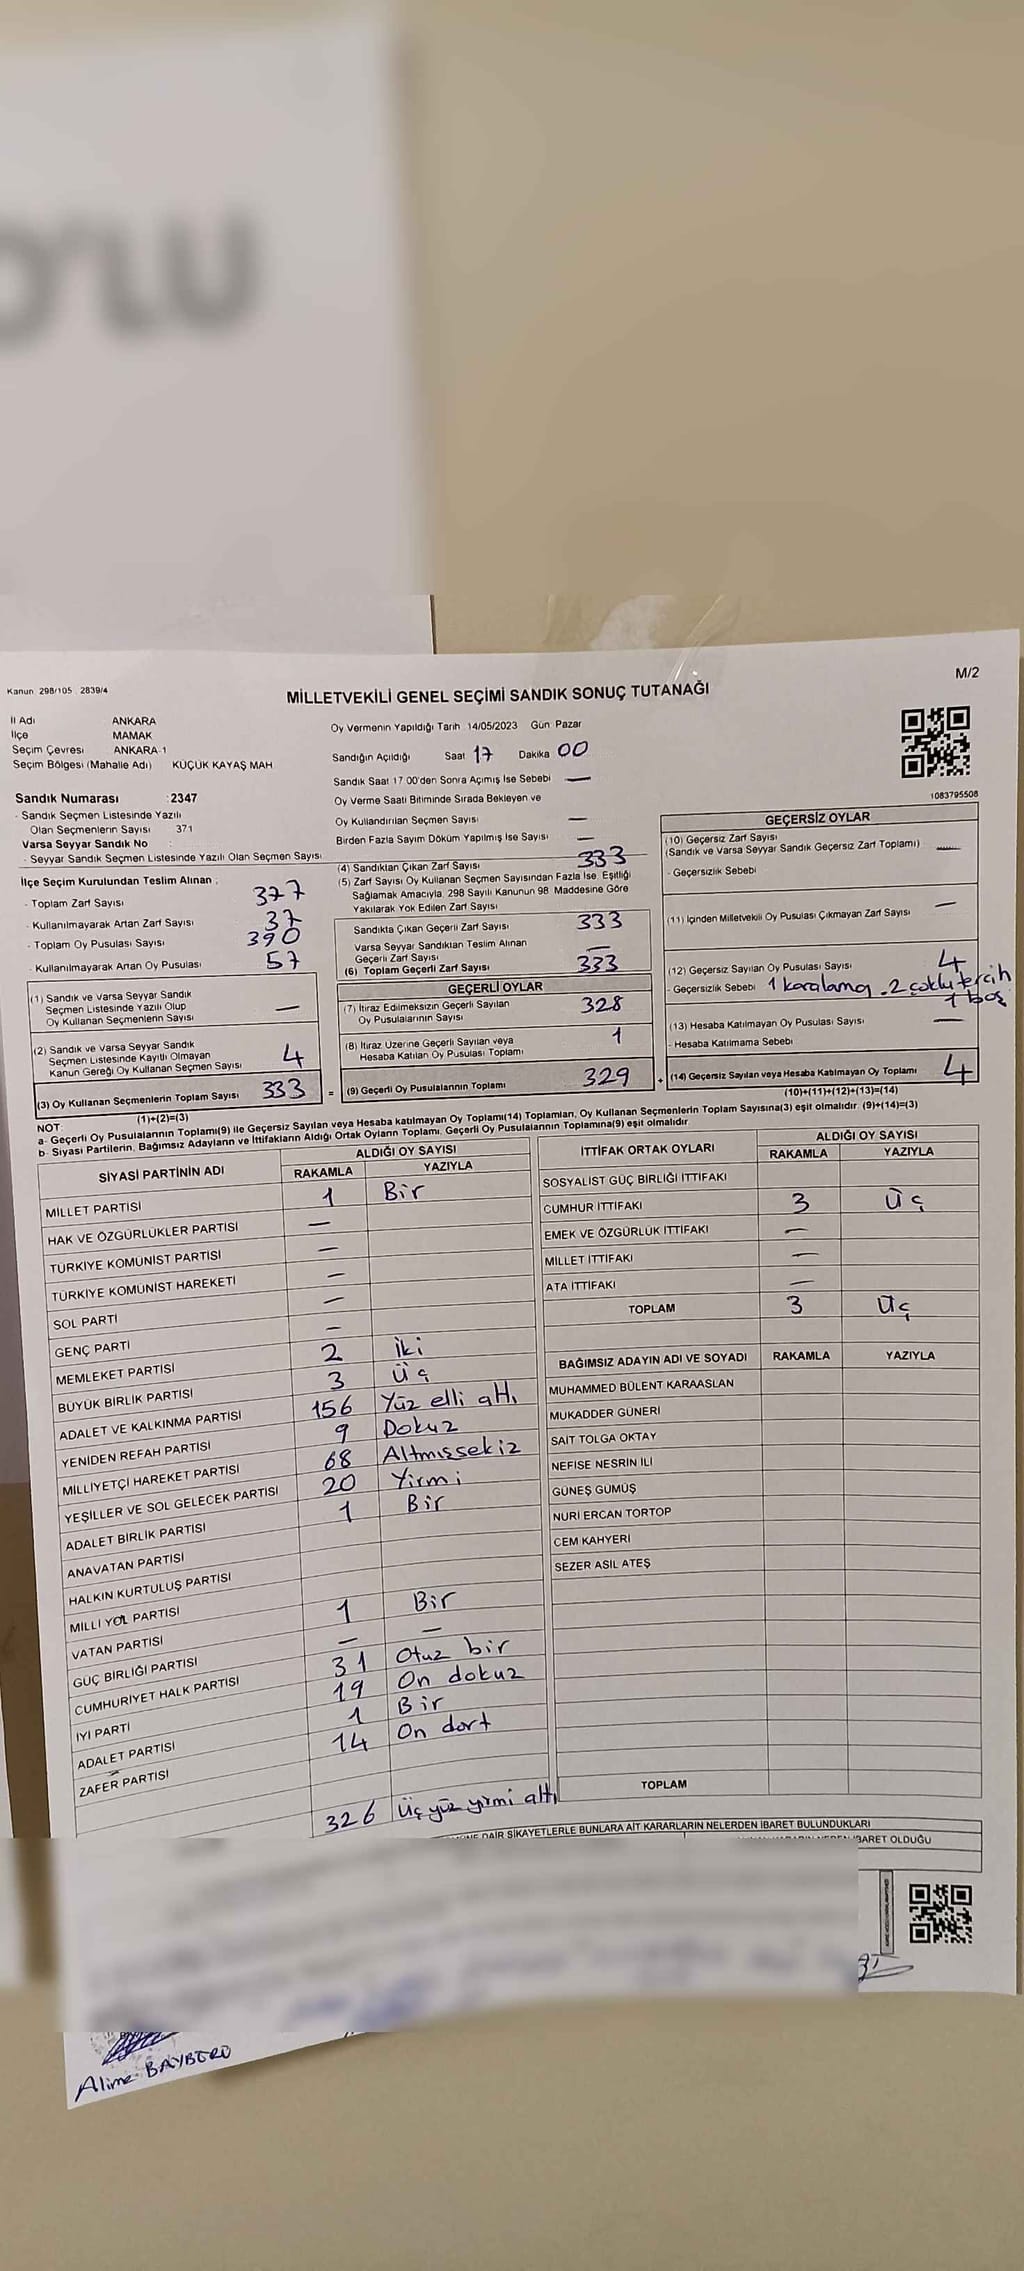 O'LU
Kanun 298/105 2839/4
M/2
MİLLETVEKİLİ GENEL SEÇİMİ SANDIK SONUÇ TUTANAĞI
İl Adı ANKARA
İlçe MAMAK
Seçim Çevresi ANKARA-1
Seçim Bölgesi (Mahalle Adı) KÜÇÜK KAYAŞ MAH
Sandık Numarası :2347
- Sandık Seçmen Listesinde Yazılı
Olan Seçmenlerin Sayısı 371
Varsa Seyyar Sandık No
- Seyyar Sandık Seçmen Listesinde Yazılı Olan Seçmen Sayısı
İlçe Seçim Kurulundan Teslim Alınan ;
- Toplam Zarf Sayısı 377
- Kullanılmayarak Artan Zarf Sayısı 37
- Toplam Oy Pusulası Sayısı 390
- Kullanılmayarak Artan Oy Pusulası 57
(1) Sandık ve Varsa Seyyar Sandık
Seçmen Listesinde Yazılı Olup
Oy Kullanan Seçmenlerin Sayısı —
(2) Sandık ve Varsa Seyyar Sandık
Seçmen Listesinde Kayıtlı Olmayan
Kanun Gereği Oy Kullanan Seçmen Sayısı 4
(3) Oy Kullanan Seçmenlerin Toplam Sayısı 333 =
(1)+(2)=(3)
Oy Vermenin Yapıldığı Tarih 14/05/2023 Gün Pazar
Sandığın Açıldığı Saat 17 Dakika 00
Sandık Saat 17 00'den Sonra Açımış İse Sebebi —
Oy Verme Saati Bitiminde Sırada Bekleyen ve
Oy Kullandırılan Seçmen Sayısı —
Birden Fazla Sayım Döküm Yapılmış İse Sayısı —
(4) Sandıktan Çıkan Zarf Sayısı 333
(5) Zarf Sayısı Oy Kullanan Seçmen Sayısından Fazla İse, Eşitliği
Sağlamak Amacıyla, 298 Sayılı Kanunun 98 Maddesine Göre
Yakılarak Yok Edilen Zarf Sayısı
Sandıkta Çıkan Geçerli Zarf Sayısı 333
Varsa Seyyar Sandıktan Teslim Alınan
Geçerli Zarf Sayısı —
(6) Toplam Geçerli Zarf Sayısı 333
GEÇERLİ OYLAR
(7) İtiraz Edilmeksizin Geçerli Sayılan
Oy Pusulalarının Sayısı 328
(8) İtiraz Üzerine Geçerli Sayılan veya
Hesaba Katılan Oy Pusulası Toplamı 1
(9) Geçerli Oy Pusulalarının Toplamı 329 +
1083795508
GEÇERSİZ OYLAR
(10) Geçersiz Zarf Sayısı
(Sandık ve Varsa Seyyar Sandık Geçersiz Zarf Toplamı) —
- Geçersizlik Sebebi
(11) İçinden Milletvekili Oy Pusulası Çıkmayan Zarf Sayısı —
(12) Geçersiz Sayılan Oy Pusulası Sayısı 4
- Geçersizlik Sebebi 1 karalama . 2 çoklu tercih
1 boş
(13) Hesaba Katılmayan Oy Pusulası Sayısı —
- Hesaba Katılmama Sebebi
(14) Geçersiz Sayılan veya Hesaba Katılmayan Oy Toplamı 4
(10)+(11)+(12)+(13)=(14)
NOT
a- Geçerli Oy Pusulalarının Toplamı(9) ile Geçersiz Sayılan veya Hesaba katılmayan Oy Toplamı(14) Toplamları, Oy Kullanan Seçmenlerin Toplam Sayısına(3) eşit olmalıdır (9)+(14)=(3)
b- Siyasi Partilerin, Bağımsız Adayların ve İttifakların Aldığı Ortak Oyların Toplamı, Geçerli Oy Pusulalarının Toplamına(9) eşit olmalıdır
SİYASİ PARTİNİN ADI ALDIĞI OY SAYISI
RAKAMLA YAZIYLA
MİLLET PARTİSİ 1 Bir
HAK VE ÖZGÜRLÜKLER PARTİSİ —
TÜRKİYE KOMÜNİST PARTİSİ —
TÜRKİYE KOMÜNİST HAREKETİ —
SOL PARTİ —
GENÇ PARTİ —
MEMLEKET PARTİSİ 2 İki
BÜYÜK BİRLİK PARTİSİ 3 Üç
ADALET VE KALKINMA PARTİSİ 156 Yüz elli altı
YENİDEN REFAH PARTİSİ 9 Dokuz
MİLLİYETÇİ HAREKET PARTİSİ 68 Altmışsekiz
YEŞİLLER VE SOL GELECEK PARTİSİ 20 Yirmi
ADALET BİRLİK PARTİSİ 1 Bir
ANAVATAN PARTİSİ
HALKIN KURTULUŞ PARTİSİ
MİLLİ YOL PARTİSİ
VATAN PARTİSİ 1 Bir
GÜÇ BİRLİĞİ PARTİSİ — —
CUMHURİYET HALK PARTİSİ 31 Otuz bir
İYİ PARTİ 19 On dokuz
ADALET PARTİSİ 1 Bir
ZAFER PARTİSİ 14 On dört
326 Üç yüz yirmi altı
İTTİFAK ORTAK OYLARI ALDIĞI OY SAYISI
RAKAMLA YAZIYLA
SOSYALİST GÜÇ BİRLİĞİ İTTİFAKI
CUMHUR İTTİFAKI 3 Üç
EMEK VE ÖZGÜRLÜK İTTİFAKI —
MİLLET İTTİFAKI —
ATA İTTİFAKI —
TOPLAM 3 Üç
BAĞIMSIZ ADAYIN ADI VE SOYADI RAKAMLA YAZIYLA
MUHAMMED BÜLENT KARAASLAN
MUKADDER GÜNERİ
SAİT TOLGA OKTAY
NEFİSE NESRİN İLİ
GÜNEŞ GÜMÜŞ
NURİ ERCAN TORTOP
CEM KAHYERİ
SEZER ASİL ATEŞ
TOPLAM
DAİR ŞİKAYETLERLE BUNLARA AİT KARARLARIN NELERDEN İBARET BULUNDUKLARI
İBARET OLDUĞU
Alime BAYBORU